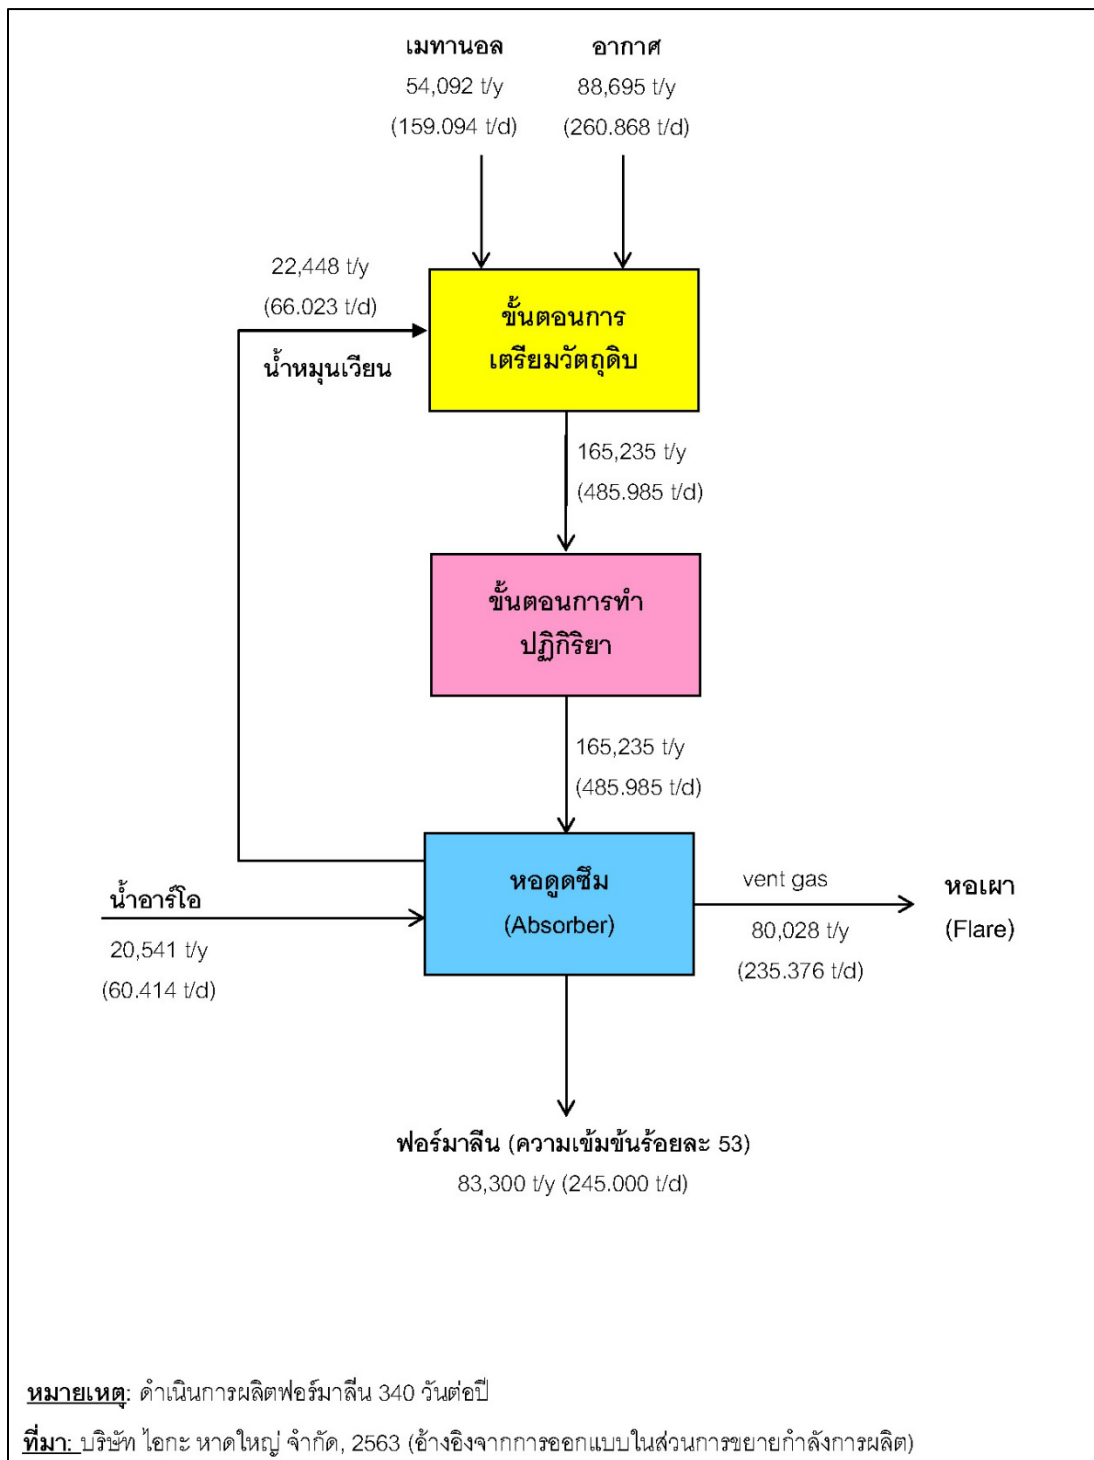 เมทานอล
54,092 t/y
(159.094 t/d)
อากาศ
88,695 t/y
(260.868 t/d)
22,448 t/y
(66.023 t/d)
น้ำหมุนเวียน
ขั้นตอนการ
เตรียมวัตถุดิบ
165,235 t/y
(485.985 t/d)
ขั้นตอนการทำ
ปฏิกิริยา
165,235 t/y
(485.985 t/d)
น้ำอาร์โอ
20,541 t/y
(60.414 t/d)
หอดูดซึม
(Absorber)
vent gas
80,028 t/y
(235.376 t/d)
หอเผา
(Flare)
ฟอร์มาลีน (ความเข้มข้นร้อยละ 53)
83,300 t/y (245.000 t/d)
หมายเหตุ: ดำเนินการผลิตฟอร์มาลีน 340 วันต่อปี
ที่มา: บริษัท ไอกะ หาดใหญ่ จำกัด, 2563 (อ้างอิงจากการออกแบบในส่วนการขยายกำลังการผลิต)